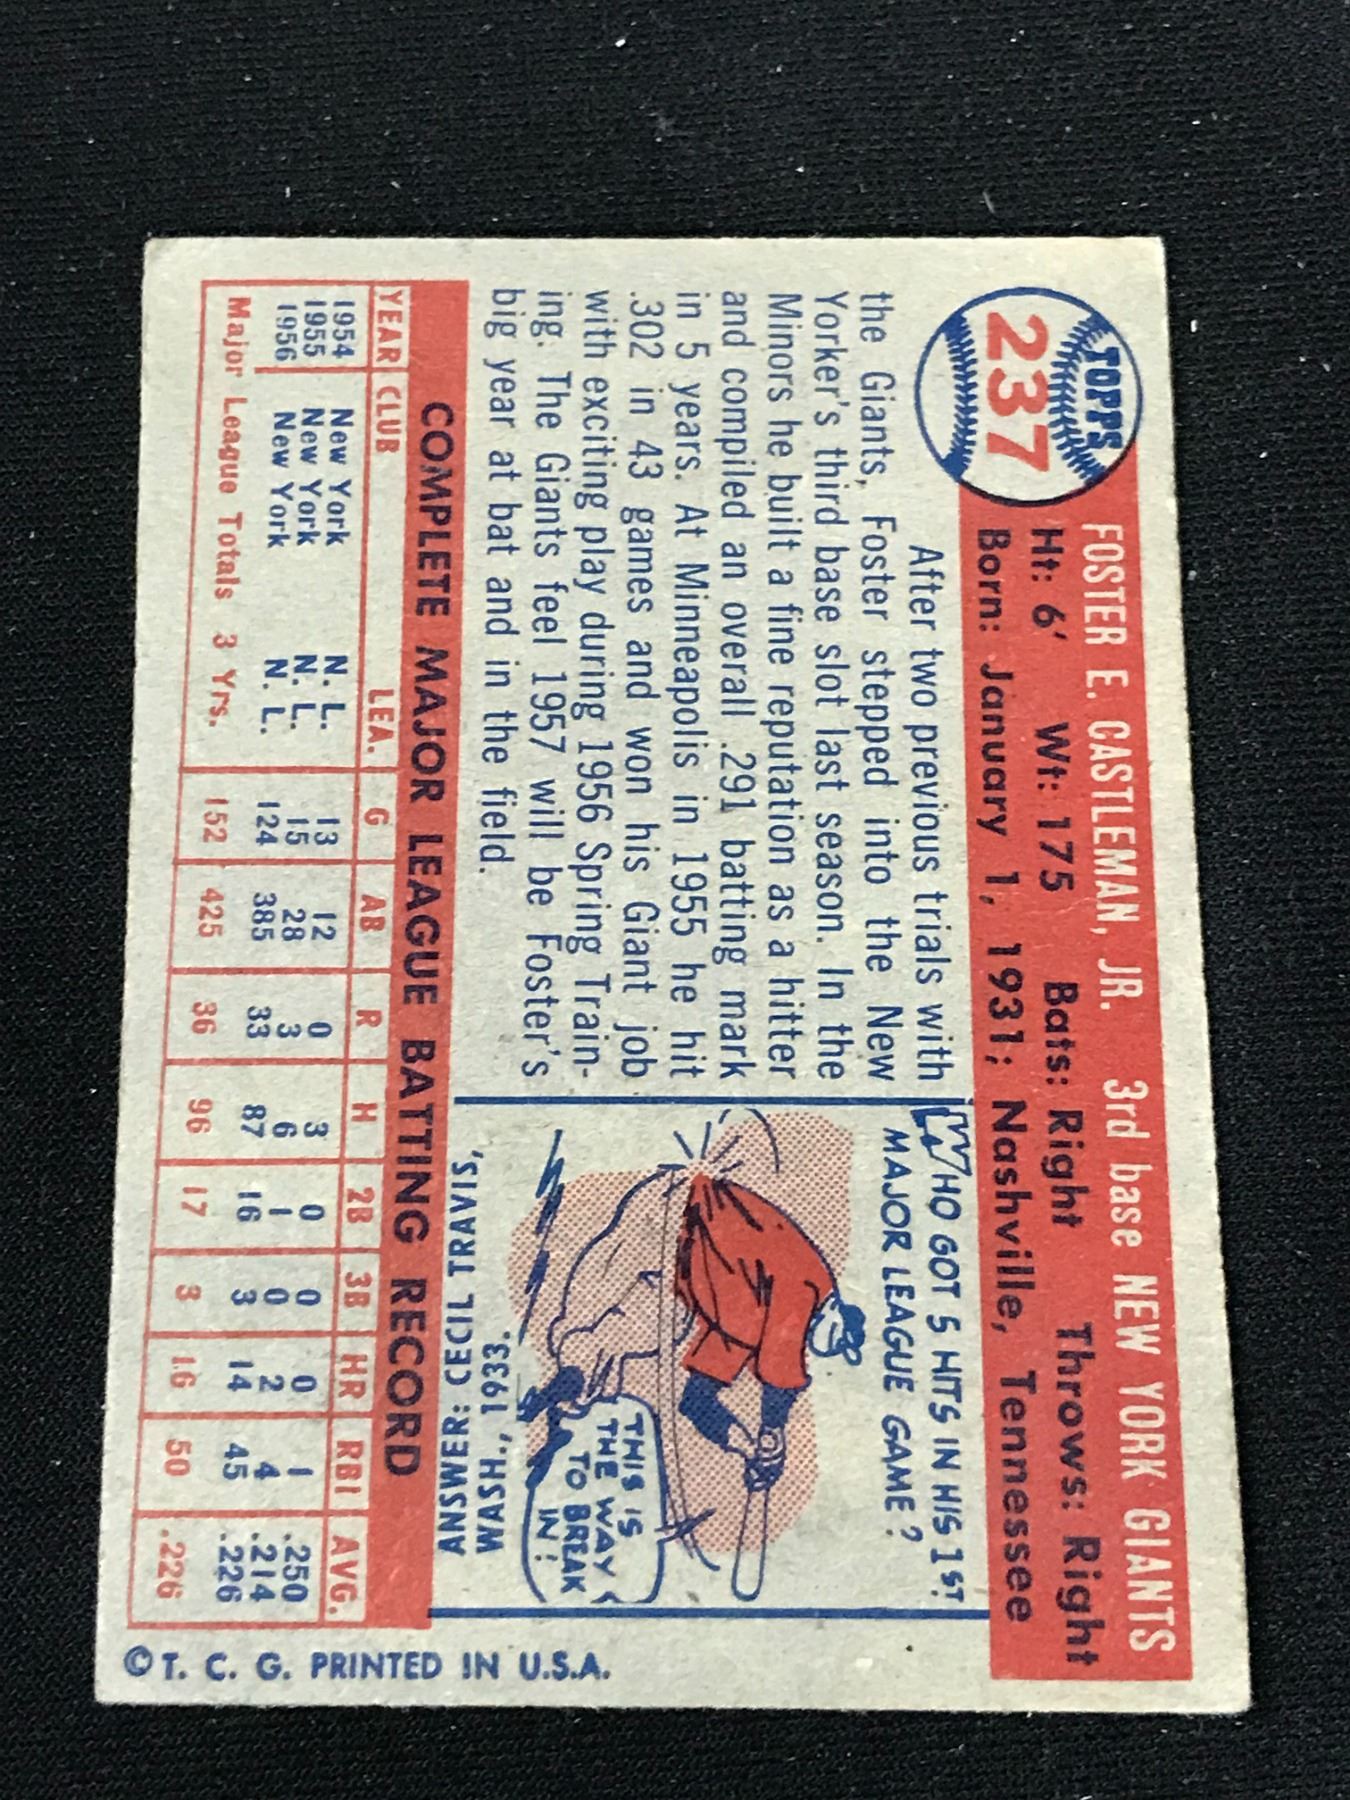 TOPPS
237
FOSTER E. CASTLEMAN, JR. 3rd base NEW YORK GIANTS
Ht: 6' Wt: 175 Bats: Right Throws: Right
Born: January 1, 1931; Nashville, Tennessee
After two previous trials with
the Giants, Foster stepped into the New
Yorker's third base slot last season. In the
Minors he built a fine reputation as a hitter
and compiled an overall .291 batting mark
in 5 years. At Minneapolis in 1955 he hit
.302 in 43 games and won his Giant job
with exciting play during 1956 Spring Train-
ing. The Giants feel 1957 will be Foster's
big year at bat and in the field.
WHO GOT 5 HITS IN HIS 1ST
MAJOR LEAGUE GAME?
THIS IS
THE WAY
TO BREAK
IN!
ANSWER: CECIL TRAVIS,
WASH., 1933.
COMPLETE MAJOR LEAGUE BATTING RECORD
YEAR CLUB LEA. G AB R H 2B 3B HR RBI AVG.
1954 New York N. L. 13 12 0 3 0 0 0 1 .250
1955 New York N. L. 15 28 3 6 1 0 2 4 .214
1956 New York N. L. 124 385 33 87 16 3 14 45 .226
Major League Totals 3 Yrs. 152 425 36 96 17 3 16 50 .226
© T. C. G. PRINTED IN U.S.A.